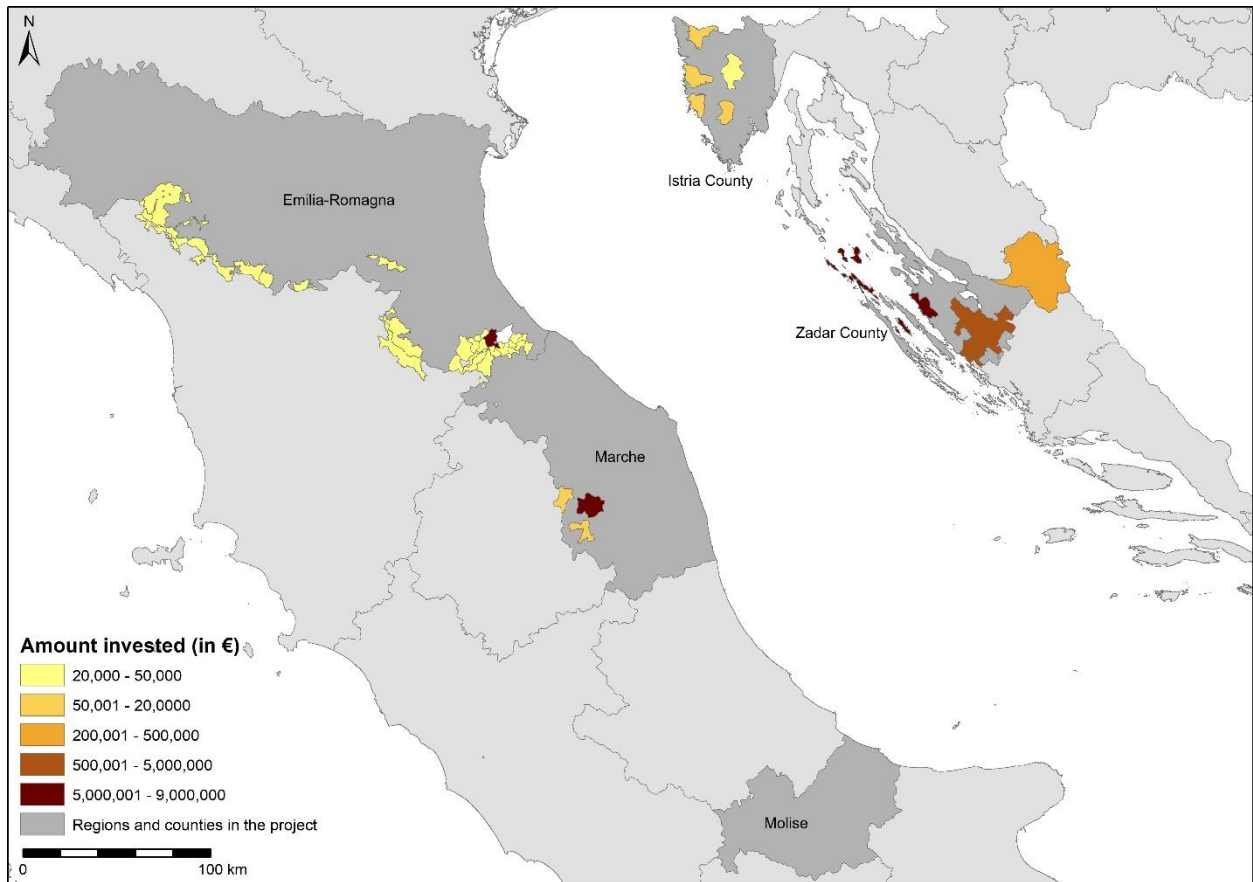 N
Istria County
Emilia-Romagna
Zadar County
Marche
Amount invested (in €)
20,000 - 50,000
50,001 - 20,0000
200,001 - 500,000
500,001 - 5,000,000
5,000,001 - 9,000,000
Regions and counties in the project
Molise
0 100 km